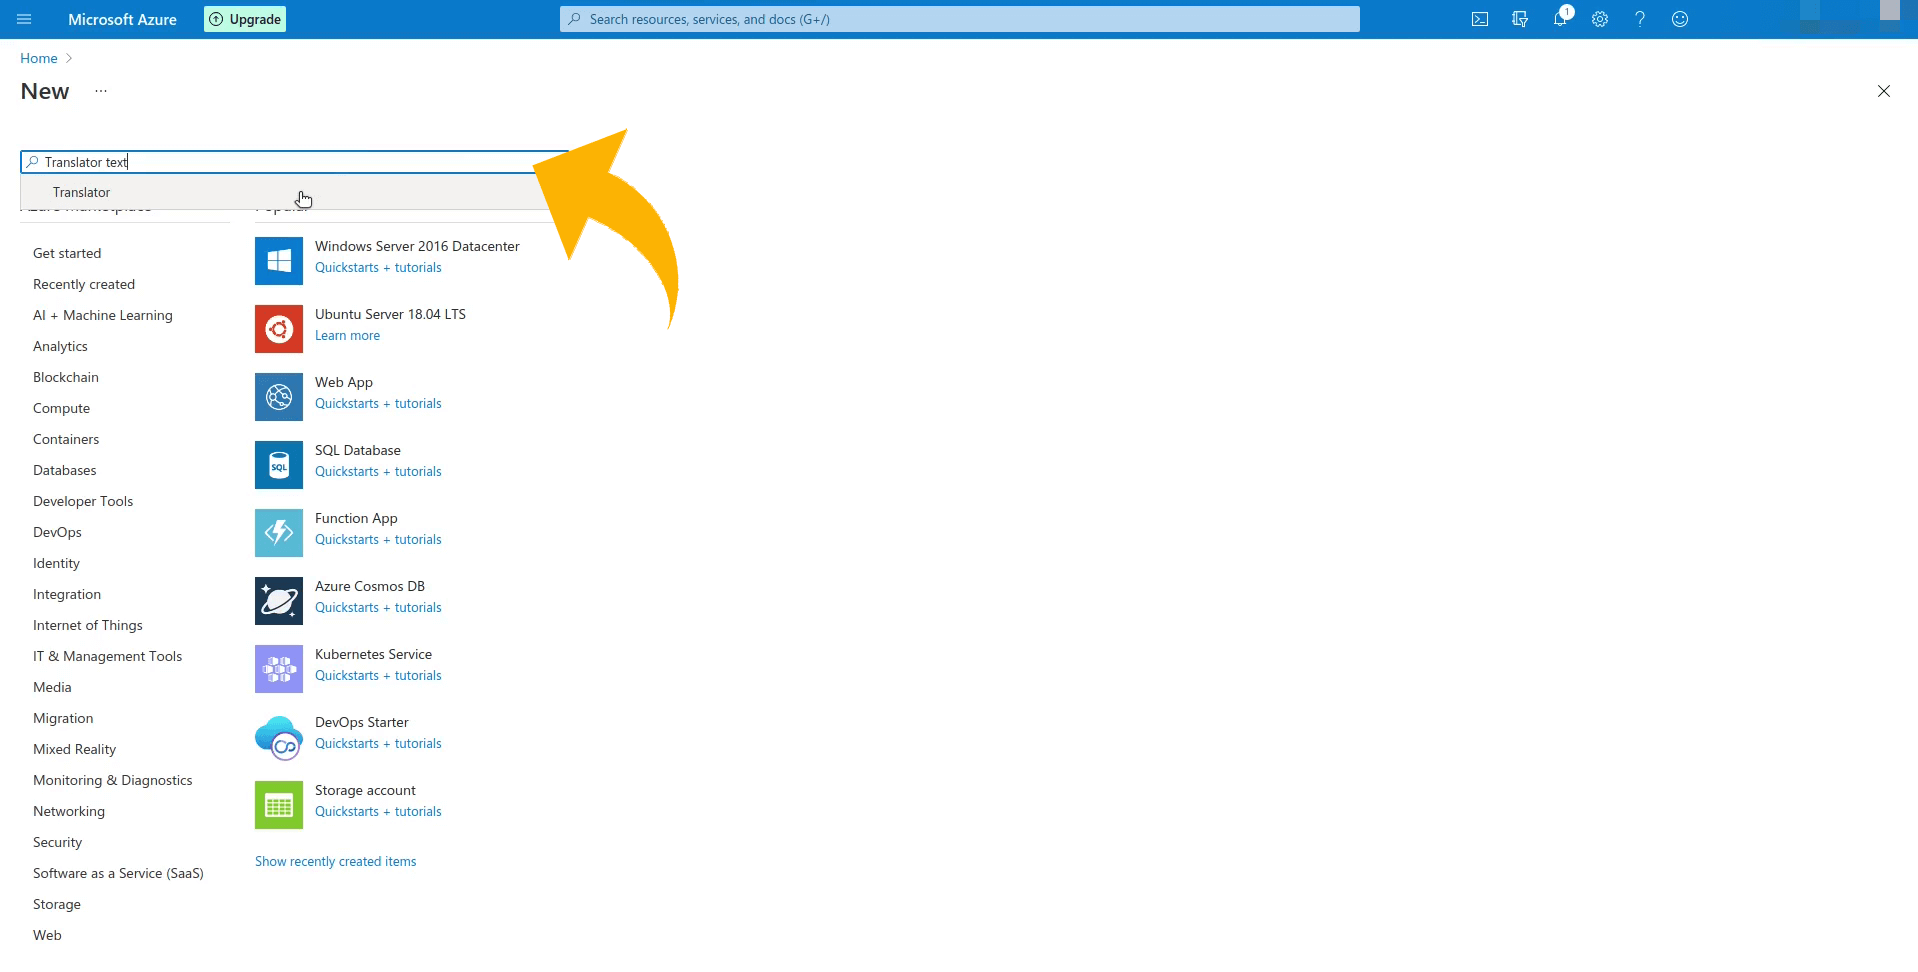 Microsoft Azure
Upgrade
Search resources, services, and docs (G+/)
1
Home
New
...
Translator text
Translator
Azure Marketplace
Popular
Get started
Recently created
AI + Machine Learning
Analytics
Blockchain
Compute
Containers
Databases
Developer Tools
DevOps
Identity
Integration
Internet of Things
IT & Management Tools
Media
Migration
Mixed Reality
Monitoring & Diagnostics
Networking
Security
Software as a Service (SaaS)
Storage
Web
Windows Server 2016 Datacenter
Quickstarts + tutorials
Ubuntu Server 18.04 LTS
Learn more
Web App
Quickstarts + tutorials
SQL
SQL Database
Quickstarts + tutorials
Function App
Quickstarts + tutorials
Azure Cosmos DB
Quickstarts + tutorials
Kubernetes Service
Quickstarts + tutorials
DevOps Starter
Quickstarts + tutorials
Storage account
Quickstarts + tutorials
Show recently created items